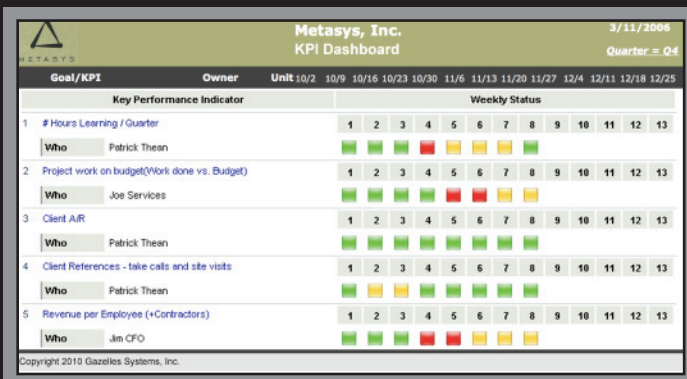 Metasys, Inc.
3/11/2006
METASYS
KPI Dashboard
Quarter = Q4
Goal/KPI Owner Unit 10/2 10/9 10/16 10/23 10/30 11/6 11/13 11/20 11/27 12/4 12/11 12/18 12/25
Key Performance Indicator Weekly Status
1 # Hours Learning / Quarter 1 2 3 4 5 6 7 8 9 10 11 12 13
Who Patrick Thean
2 Project work on budget(Work done vs. Budget) 1 2 3 4 5 6 7 8 9 10 11 12 13
Who Joe Services
3 Client A/R 1 2 3 4 5 6 7 8 9 10 11 12 13
Who Patrick Thean
4 Client References - take calls and site visits 1 2 3 4 5 6 7 8 9 10 11 12 13
Who Patrick Thean
5 Revenue per Employee (+Contractors) 1 2 3 4 5 6 7 8 9 10 11 12 13
Who Jim CFO
Copyright 2010 Gazelles Systems, Inc.